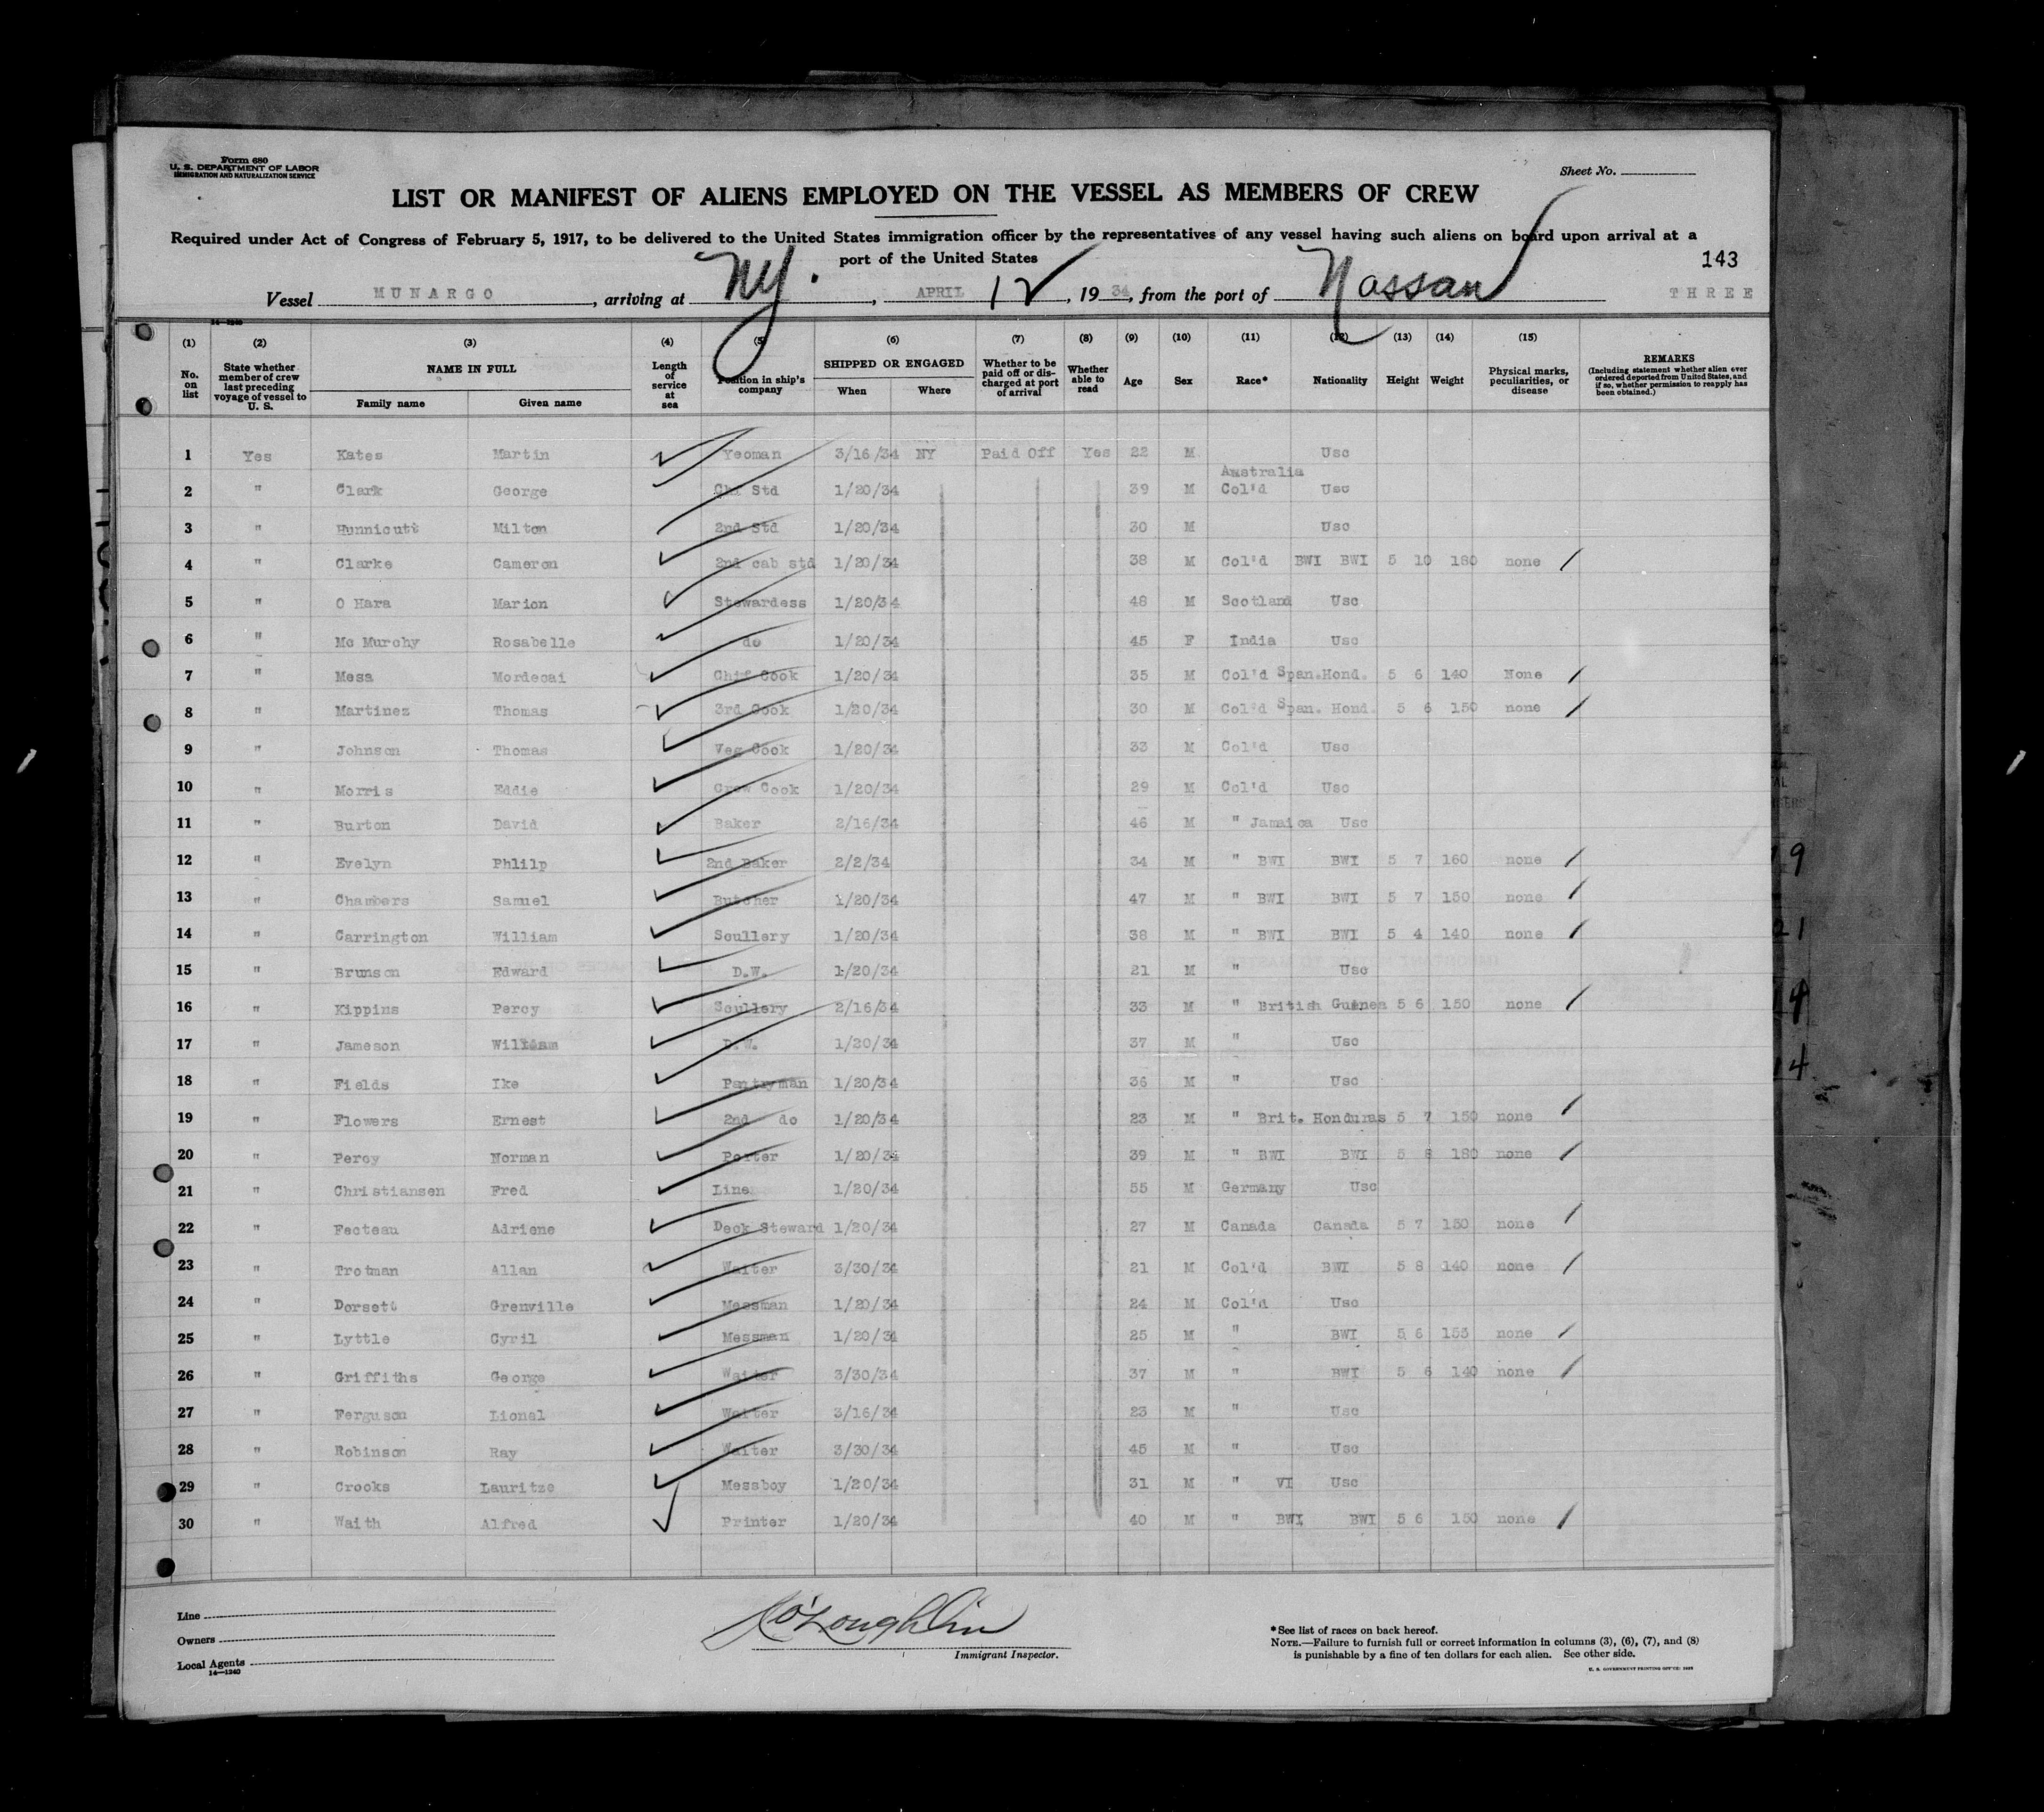 Form 680
U. S. DEPARTMENT OF LABOR
IMMIGRATION AND NATURALIZATION SERVICE
Sheet No.
LIST OR MANIFEST OF ALIENS EMPLOYED ON THE VESSEL AS MEMBERS OF CREW
Required under Act of Congress of February 5, 1917, to be delivered to the United States immigration officer by the representatives of any vessel having such aliens on board upon arrival at a
port of the United States
143
Vessel MUNARGO, arriving at NY., APRIL 12, 1934, from the port of Nassau THREE
14—1240
(1) (2) (3) (4) (5) (6) (7) (8) (9) (10) (11) (12) (13) (14) (15)
No. on list State whether member of crew last preceding voyage of vessel to U. S. NAME IN FULL Family name Given name Length of service at sea Position in ship's company SHIPPED OR ENGAGED When Where Whether to be paid off or discharged at port of arrival Whether able to read Age Sex Race* Nationality Height Weight Physical marks, peculiarities, or disease REMARKS (Including statement whether alien ever ordered deported from United States, and if so, whether permission to reapply has been obtained.)
1 Yes Kates Martin Yeoman 3/16/34 NY Paid Off Yes 22 M Usc
Australia
2 " Clark George Chf Std 1/20/34 39 M Col'd Usc
3 " Hunnicutt Milton 2nd Std 1/20/34 30 M Usc
4 " Clarke Cameron 2nd cab std 1/20/34 38 M Col'd BWI BWI 5 10 180 none
5 " O Hara Marion Stewardess 1/20/34 48 M Scotland Usc
6 " Mc Murchy Rosabelle do 1/20/34 45 F India Usc
7 " Mesa Mordecai Chif Cook 1/20/34 35 M Col'd Span.Hond. 5 6 140 None
8 " Martinez Thomas 3rd Cook 1/20/34 30 M Col'd Span. Hond. 5 6 150 none
9 " Johnson Thomas Veg Cook 1/20/34 33 M Col'd Usc
10 " Morris Eddie Crew Cook 1/20/34 29 M Col'd Usc
11 " Burton David Baker 2/16/34 46 M " Jamaica Usc
12 " Evelyn Phlilp 2nd Baker 2/2/34 34 M " BWI BWI 5 7 160 none
13 " Chambers Samuel Butcher 1/20/34 47 M " BWI BWI 5 7 150 none
14 " Carrington William Scullery 1/20/34 38 M " BWI BWI 5 4 140 none
15 " Brunson Edward D.W. 1/20/34 21 M " Usc
16 " Kippins Percy Scullery 2/16/34 33 M " British Guinea 5 6 150 none
17 " Jameson William D.W. 1/20/34 37 M " Usc
18 " Fields Ike Pantryman 1/20/34 36 M " Usc
19 " Flowers Ernest 2nd do 1/20/34 23 M " Brit. Honduras 5 7 150 none
20 " Percy Norman Porter 1/20/34 39 M " BWI BWI 5 8 180 none
21 " Christiansen Fred Line 1/20/34 55 M Germany Usc
22 " Fecteau Adriene Deck Steward 1/20/34 27 M Canada Canada 5 7 130 none
23 " Trotman Allan Waiter 3/30/34 21 M Col'd BWI 5 8 140 none
24 " Dorsett Grenville Messman 1/20/34 24 M Col'd Usc
25 " Lyttle Cyril Messman 1/20/34 25 M " BWI 5 6 153 none
26 " Griffiths George Waiter 3/30/34 37 M " BWI 5 6 140 none
27 " Ferguson Lionel Waiter 3/16/34 23 M " Usc
28 " Robinson Ray Waiter 3/30/34 45 M " Usc
29 " Crooks Lauritze Messboy 1/20/34 31 M " VI Usc
30 " Waith Alfred Printer 1/20/34 40 M " BWI BWI 5 6 150 none
Line
Owners
Local Agents
14—1240
O'Loughlin
Immigrant Inspector.
*See list of races on back hereof.
NOTE.—Failure to furnish full or correct information in columns (3), (6), (7), and (8)
is punishable by a fine of ten dollars for each alien. See other side.